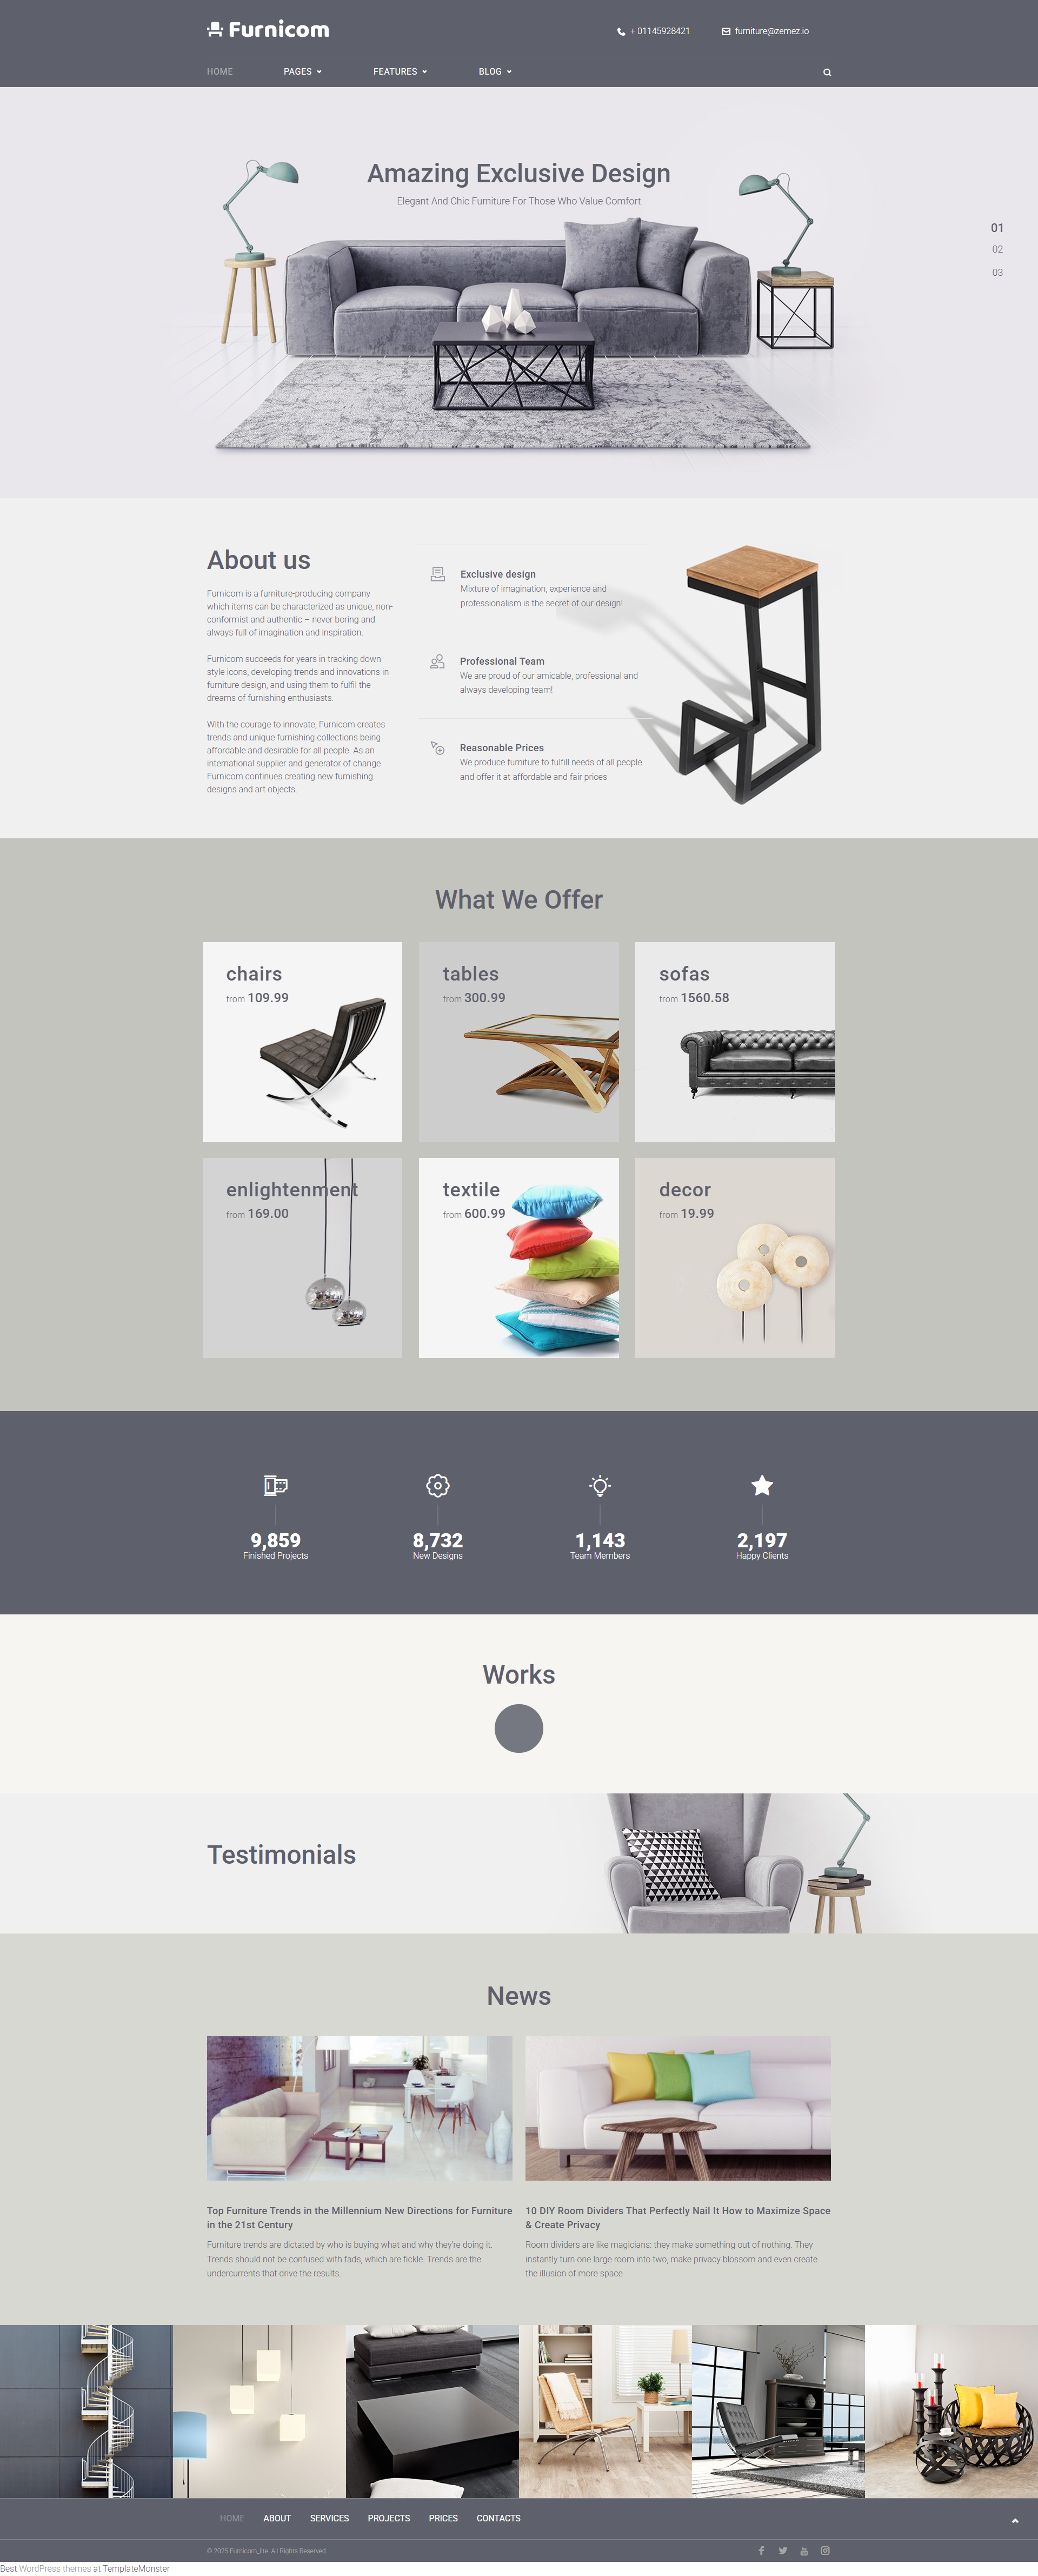 Furnicom
+ 01145928421
furniture@zemez.io
HOME
PAGES
FEATURES
BLOG
Amazing Exclusive Design
Elegant And Chic Furniture For Those Who Value Comfort
01
02
03
About us
Furnicom is a furniture-producing company
which items can be characterized as unique, non-
conformist and authentic – never boring and
always full of imagination and inspiration.
Furnicom succeeds for years in tracking down
style icons, developing trends and innovations in
furniture design, and using them to fulfil the
dreams of furnishing enthusiasts.
With the courage to innovate, Furnicom creates
trends and unique furnishing collections being
affordable and desirable for all people. As an
international supplier and generator of change
Furnicom continues creating new furnishing
designs and art objects.
Exclusive design
Mixture of imagination, experience and
professionalism is the secret of our design!
Professional Team
We are proud of our amicable, professional and
always developing team!
Reasonable Prices
We produce furniture to fulfill needs of all people
and offer it at affordable and fair prices
What We Offer
chairs
from 109.99
tables
from 300.99
sofas
from 1560.58
enlightenment
from 169.00
textile
from 600.99
decor
from 19.99
9,859
Finished Projects
8,732
New Designs
1,143
Team Members
2,197
Happy Clients
Works
Testimonials
News
Top Furniture Trends in the Millennium New Directions for Furniture
in the 21st Century
Furniture trends are dictated by who is buying what and why they're doing it.
Trends should not be confused with fads, which are fickle. Trends are the
undercurrents that drive the results.
10 DIY Room Dividers That Perfectly Nail It How to Maximize Space
& Create Privacy
Room dividers are like magicians: they make something out of nothing. They
instantly turn one large room into two, make privacy blossom and even create
the illusion of more space
HOME
ABOUT
SERVICES
PROJECTS
PRICES
CONTACTS
© 2025 Furnicom_lite. All Rights Reserved.
Best WordPress themes at TemplateMonster